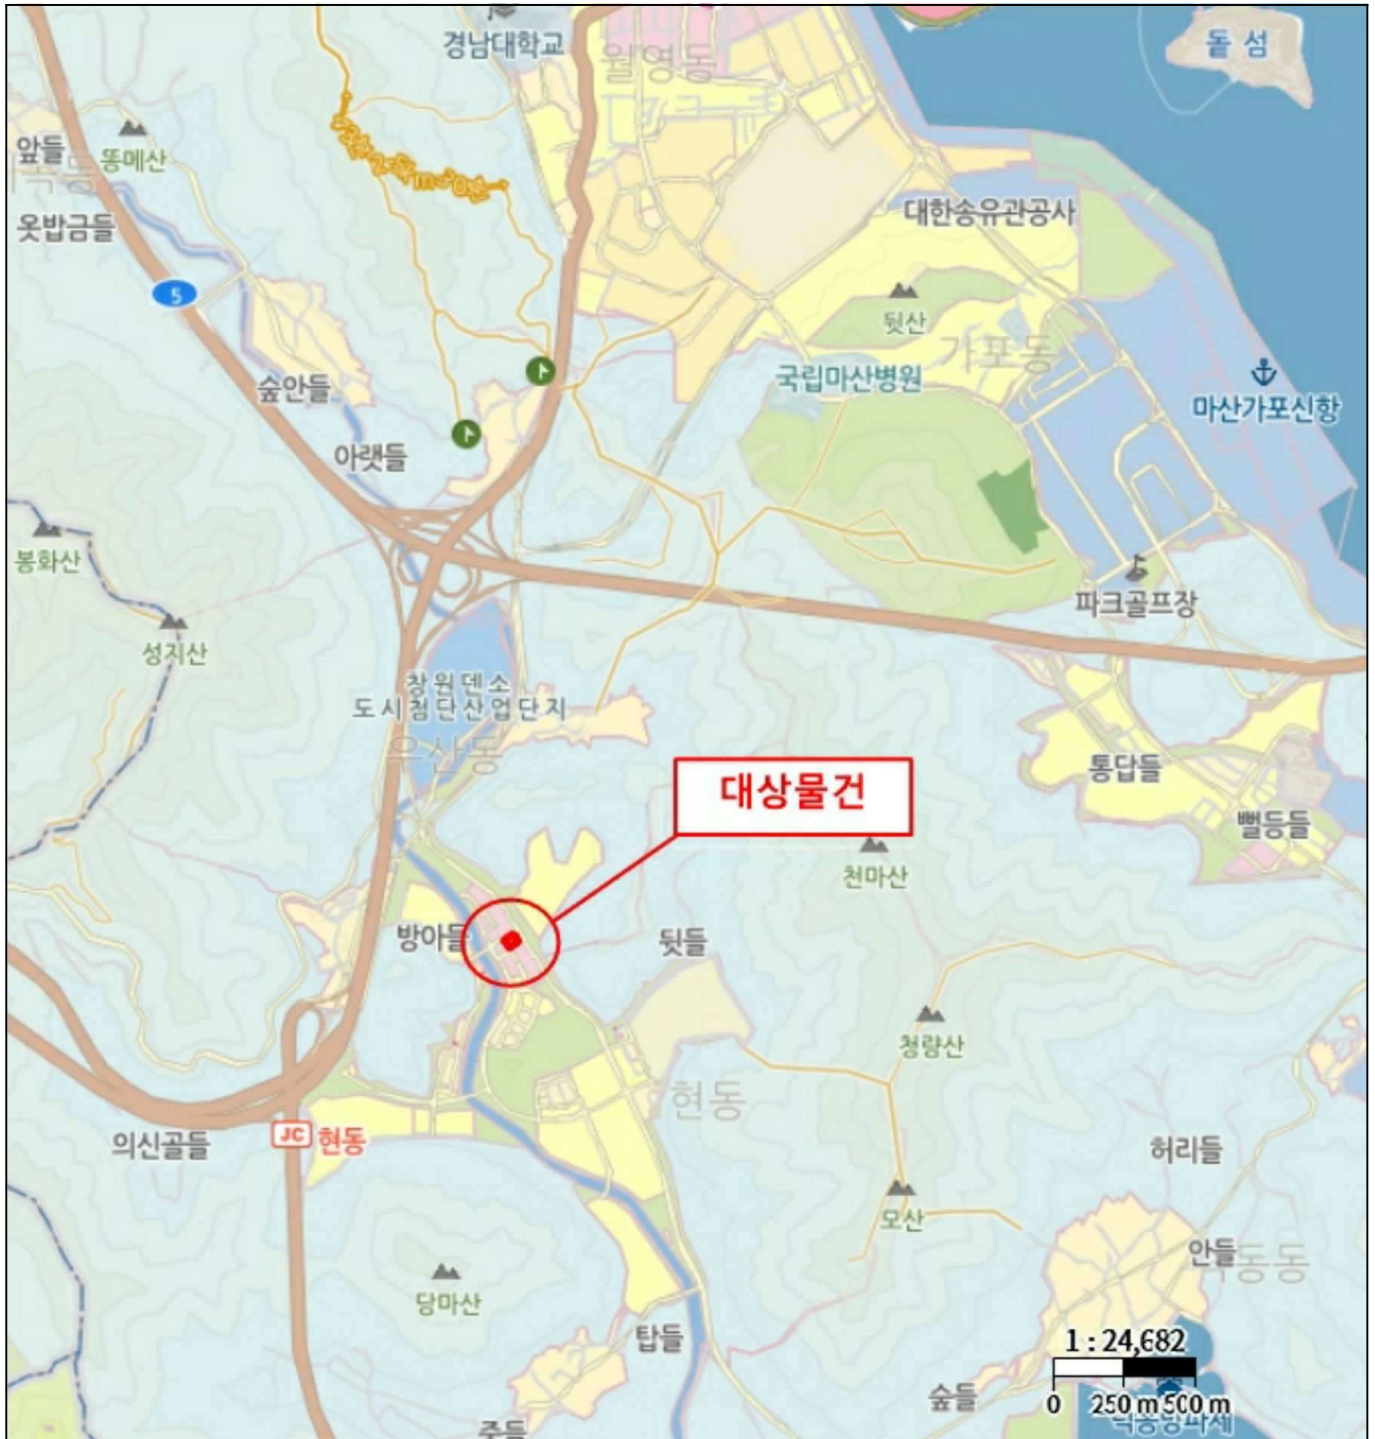 경남대학교
월영동
돝 섬
앞들
똥메산
옷밥금들
대한송유관공사
5
뒷산
가포동
국립마산병원
마산가포신항
숲안들
아랫들
봉화산
파크골프장
성지산
창원덴소
도시첨단산업단지
우산동
통답들
대상물건
뻘등들
천마산
방아들
뒷들
청량산
현동
의신골들
JC 현동
허리들
모산
안들
당마산
탑들
1 : 24,682
숲들
0 250 m 500 m